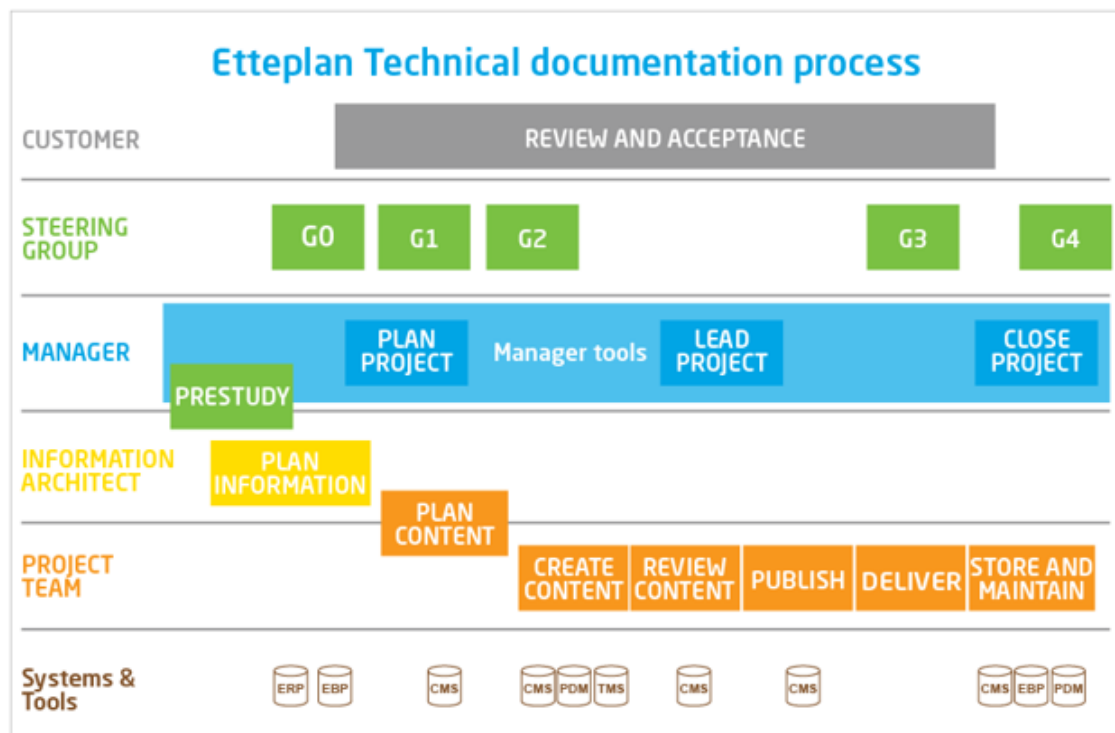 Etteplan Technical documentation process
CUSTOMER
REVIEW AND ACCEPTANCE
STEERING
GROUP
G0
G1
G2
G3
G4
MANAGER
PLAN
PROJECT
Manager tools
LEAD
PROJECT
CLOSE
PROJECT
PRESTUDY
INFORMATION
ARCHITECT
PLAN
INFORMATION
PLAN
CONTENT
PROJECT
TEAM
CREATE
CONTENT
REVIEW
CONTENT
PUBLISH
DELIVER
STORE AND
MAINTAIN
Systems &
Tools
ERP
EBP
CMS
CMS
PDM
TMS
CMS
CMS
CMS
EBP
PDM